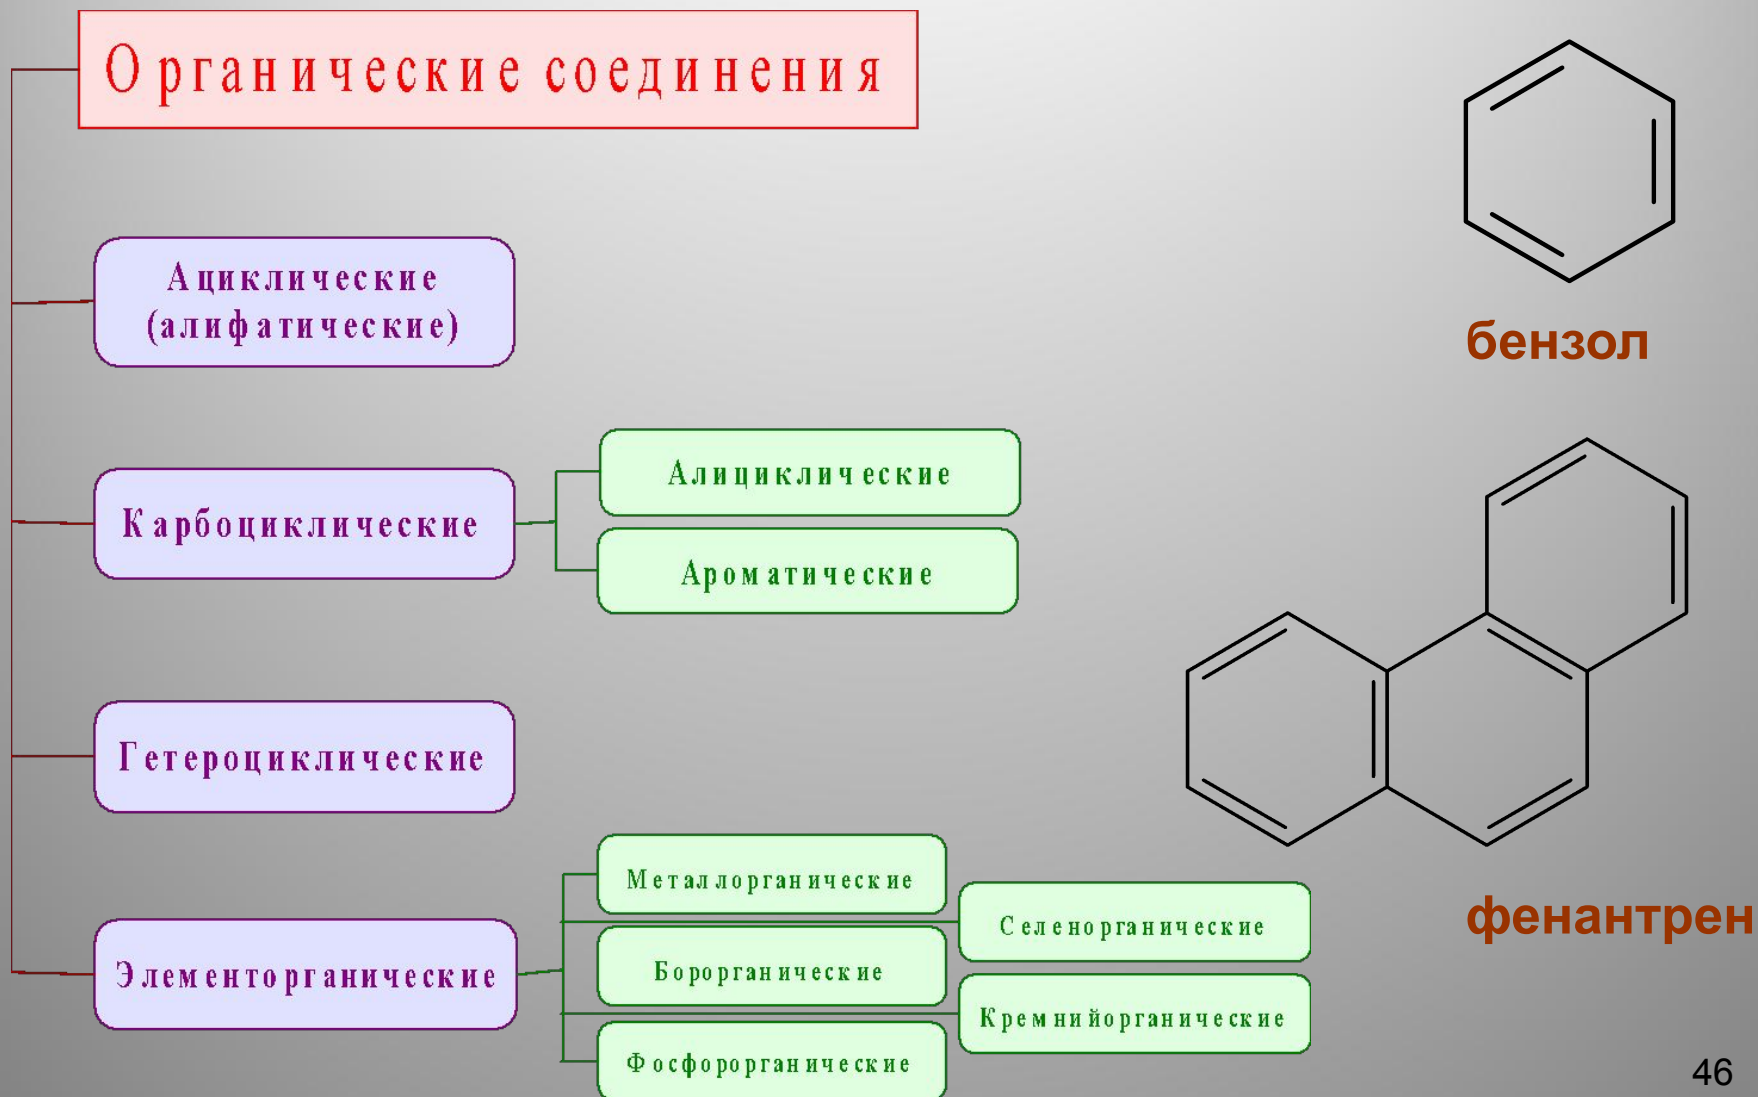 Органические соединения
бензол
Ациклические
(алифатические)
Карбоциклические
Алициклические
Ароматические
Гетероциклические
Элементорганические
Металлорганические
Селенорганические
Борорганические
Кремнийорганические
Фосфорорганические
фенантрен
46